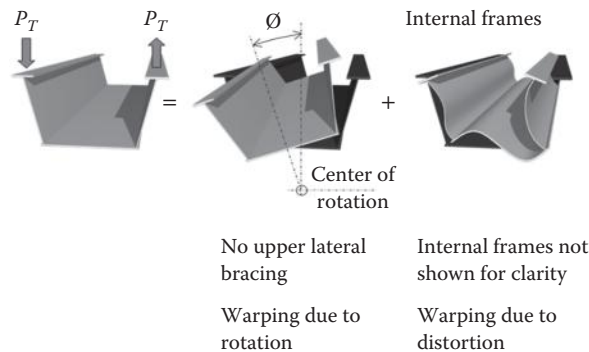 P_T P_T
Ø
Internal frames
=
+
Center of
rotation
No upper lateral
bracing
Internal frames not
shown for clarity
Warping due to
rotation
Warping due to
distortion